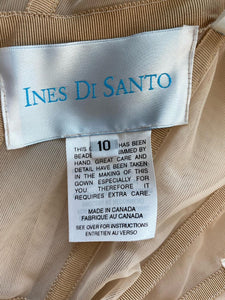 INES DI SANTO
10
THIS HAS BEEN
BEADED IMMED BY
HAND. GREAT CARE AND
DETAIL HAVE BEEN TAKEN
IN THE MAKING OF THIS
GOWN ESPECIALLY FOR
YOU THEREFORE IT
REQUIRES EXTRA CARE.
MADE IN CANADA
FABRIQUE AU CANADA
SEE OVER FOR INSTRUCTIONS
ENTRETIEN AU VERSO